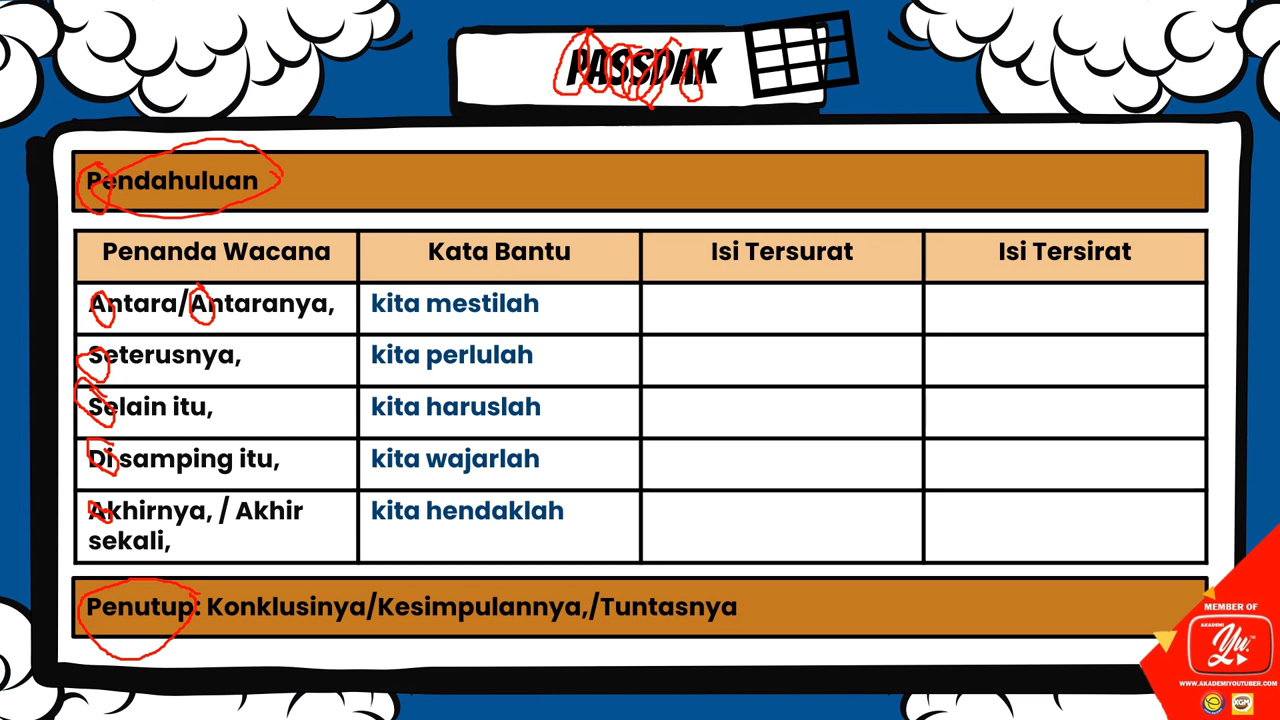 PASSDAK
Pendahuluan
Penanda Wacana Kata Bantu Isi Tersurat Isi Tersirat
Antara/Antaranya, kita mestilah
Seterusnya, kita perlulah
Selain itu, kita haruslah
Di samping itu, kita wajarlah
Akhirnya, / Akhir kita hendaklah
sekali,
Penutup: Konklusinya/Kesimpulannya,/Tuntasnya
MEMBER OF
AKADEMI
Yu.
WWW.AKADEMIYOUTUBER.COM
XGM